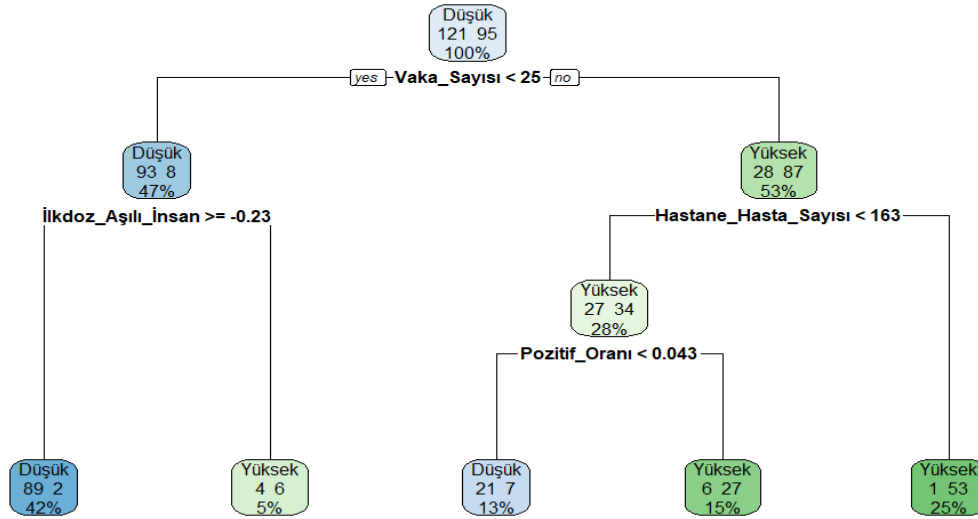 Düşük
121 95
100%
yes Vaka_Sayısı < 25 no
Düşük
93 8
47%
Yüksek
28 87
53%
İlkdoz_Aşılı_İnsan >= -0.23
Hastane_Hasta_Sayısı < 163
Yüksek
27 34
28%
Pozitif_Oranı < 0.043
Düşük
89 2
42%
Yüksek
4 6
5%
Düşük
21 7
13%
Yüksek
6 27
15%
Yüksek
1 53
25%